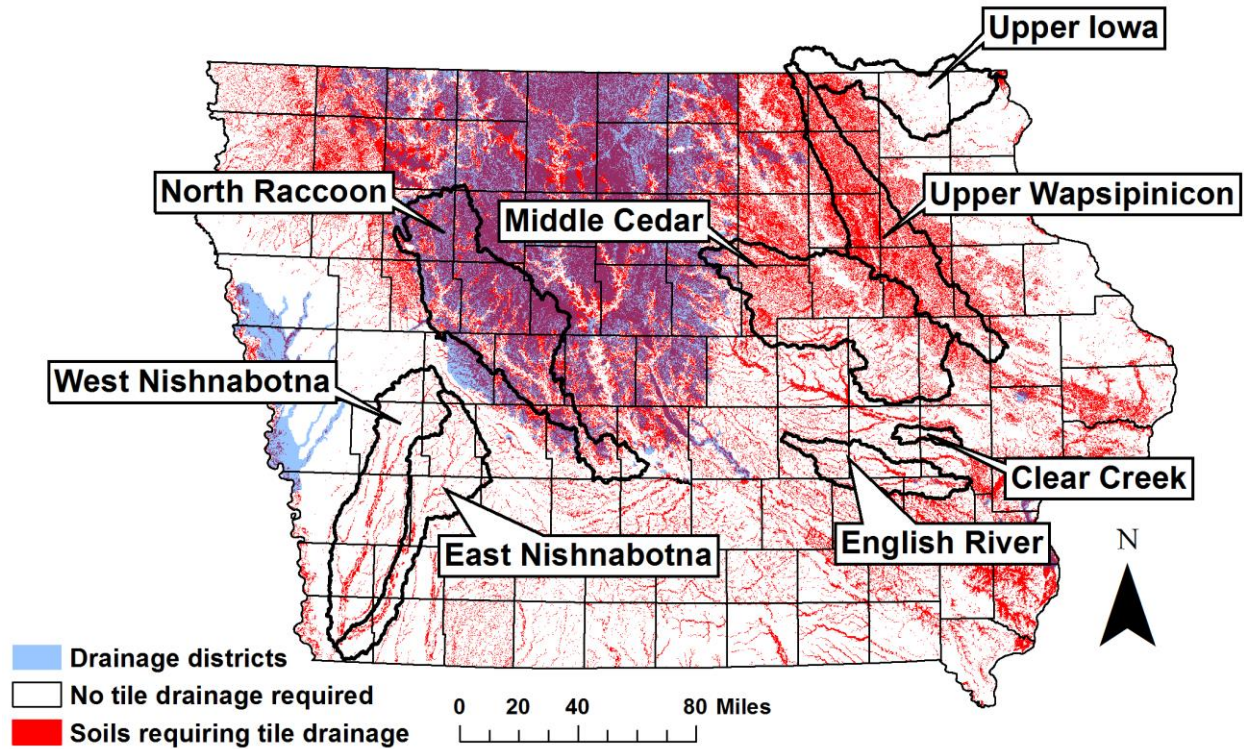 Upper Iowa
North Raccoon
Middle Cedar
Upper Wapsipinicon
West Nishnabotna
Clear Creek
East Nishnabotna
English River
N
Drainage districts
No tile drainage required
Soils requiring tile drainage
0 20 40 80 Miles